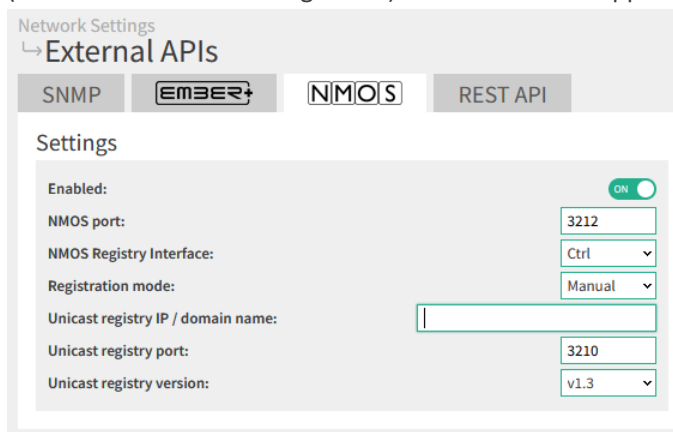 Network Settings
↳External APIs
SNMP EMBER+ NMOS REST API
Settings
Enabled: ON
NMOS port: 3212
NMOS Registry Interface: Ctrl
Registration mode: Manual
Unicast registry IP / domain name:
Unicast registry port: 3210
Unicast registry version: v1.3